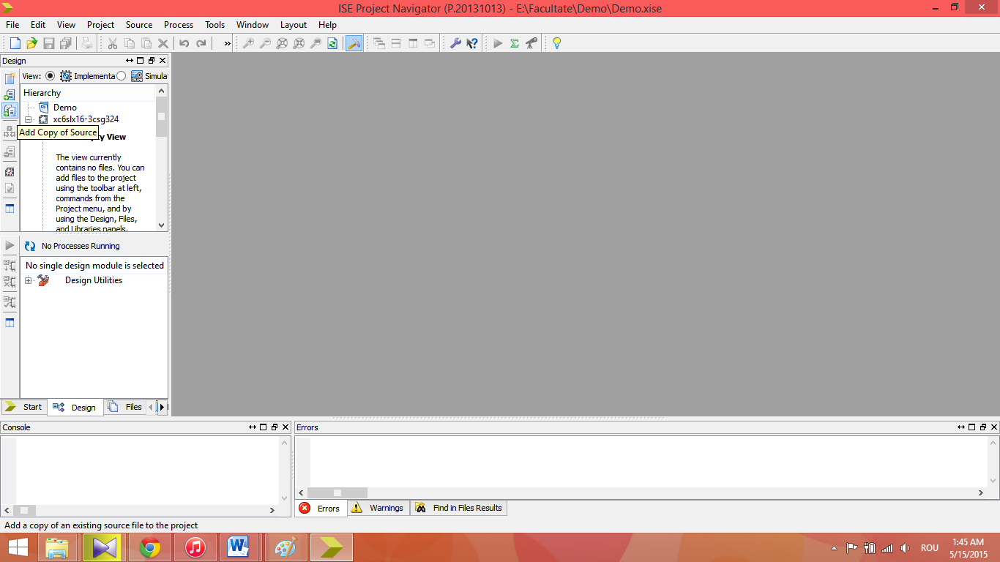 ISE Project Navigator (P.20131013) - E:\Facultate\Demo\Demo.xise
File Edit View Project Source Process Tools Window Layout Help
»
Design
View: Implementa Simula
Hierarchy
Demo
xc6slx16-3csg324
Add Copy of Source
View
The view currently
contains no files. You can
add files to the project
using the toolbar at left,
commands from the
Project menu, and by
using the Design, Files,
and Libraries panels.
No Processes Running
No single design module is selected
Design Utilities
Start Design Files
Console
Errors
Errors Warnings Find in Files Results
Add a copy of an existing source file to the project
ROU
1:45 AM
5/15/2015